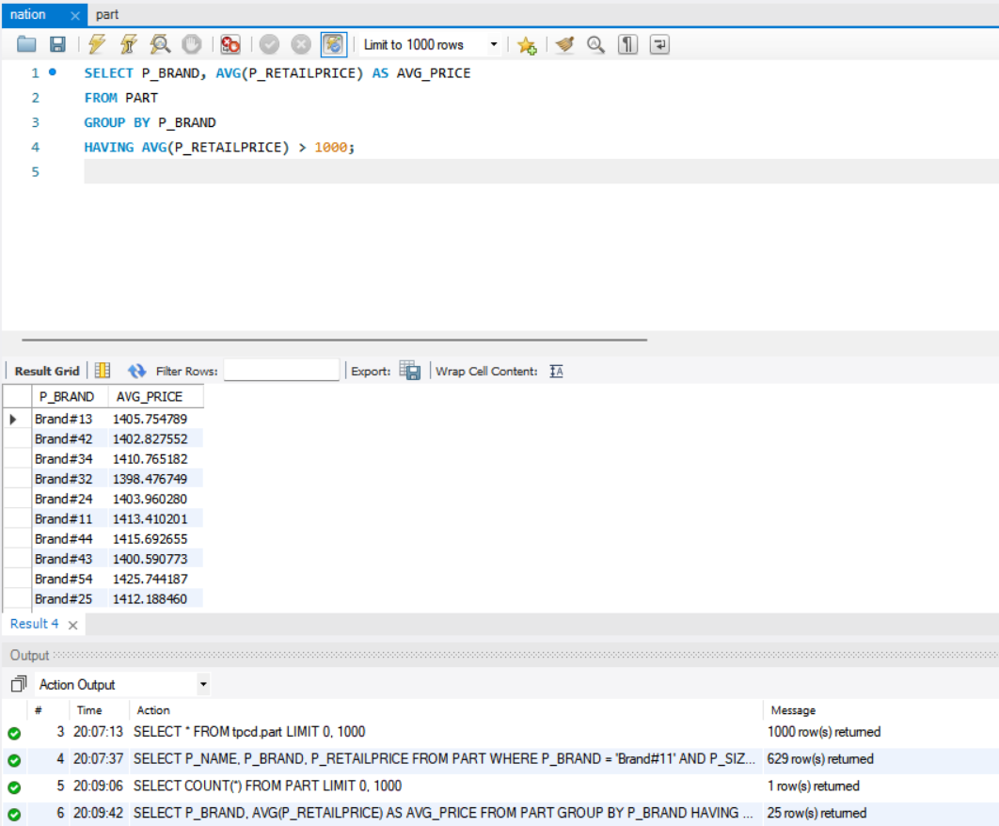 nation × part
Limit to 1000 rows
1 SELECT P_BRAND, AVG(P_RETAILPRICE) AS AVG_PRICE
2 FROM PART
3 GROUP BY P_BRAND
4 HAVING AVG(P_RETAILPRICE) > 1000;
5
Result Grid Filter Rows: Export: Wrap Cell Content: IA
P_BRAND AVG_PRICE
Brand#13 1405.754789
Brand#42 1402.827552
Brand#34 1410.765182
Brand#32 1398.476749
Brand#24 1403.960280
Brand#11 1413.410201
Brand#44 1415.692655
Brand#43 1400.590773
Brand#54 1425.744187
Brand#25 1412.188460
Result 4 ×
Output
Action Output
# Time Action Message
3 20:07:13 SELECT * FROM tpcd.part LIMIT 0, 1000 1000 row(s) returned
4 20:07:37 SELECT P_NAME, P_BRAND, P_RETAILPRICE FROM PART WHERE P_BRAND = 'Brand#11' AND P_SIZ... 629 row(s) returned
5 20:09:06 SELECT COUNT(*) FROM PART LIMIT 0, 1000 1 row(s) returned
6 20:09:42 SELECT P_BRAND, AVG(P_RETAILPRICE) AS AVG_PRICE FROM PART GROUP BY P_BRAND HAVING ... 25 row(s) returned